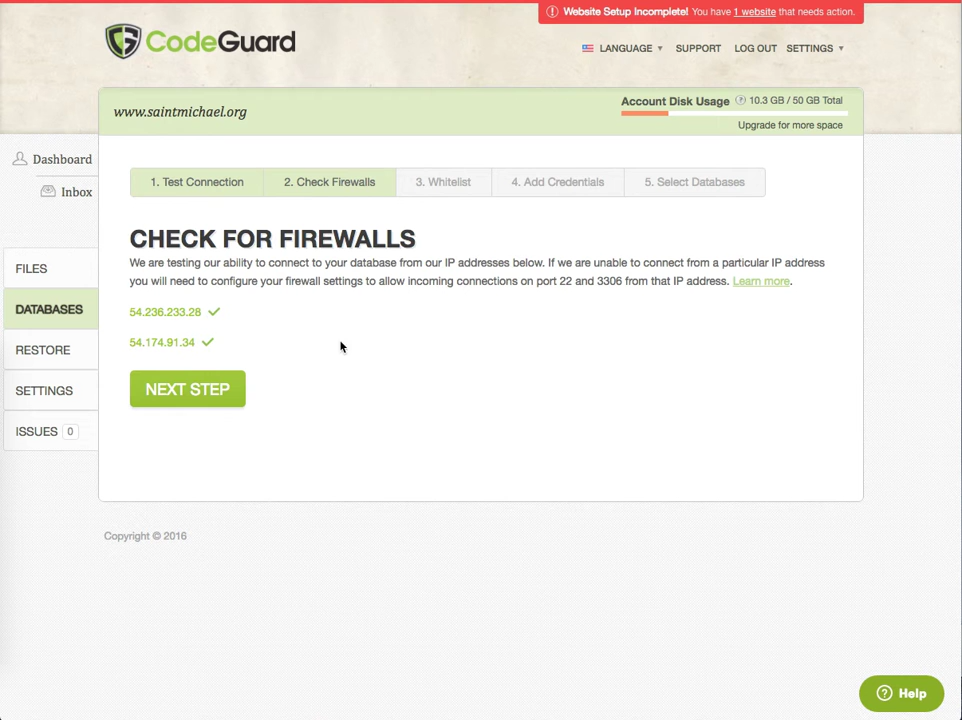 Website Setup Incomplete! You have 1 website that needs action.
CodeGuard
LANGUAGE SUPPORT LOG OUT SETTINGS
www.saintmichael.org
Account Disk Usage ? 10.3 GB / 50 GB Total
Upgrade for more space
Dashboard
Inbox
FILES
DATABASES
RESTORE
SETTINGS
ISSUES 0
1. Test Connection 2. Check Firewalls 3. Whitelist 4. Add Credentials 5. Select Databases
CHECK FOR FIREWALLS
We are testing our ability to connect to your database from our IP addresses below. If we are unable to connect from a particular IP address
you will need to configure your firewall settings to allow incoming connections on port 22 and 3306 from that IP address. Learn more.
54.236.233.28
54.174.91.34
NEXT STEP
Copyright © 2016
? Help